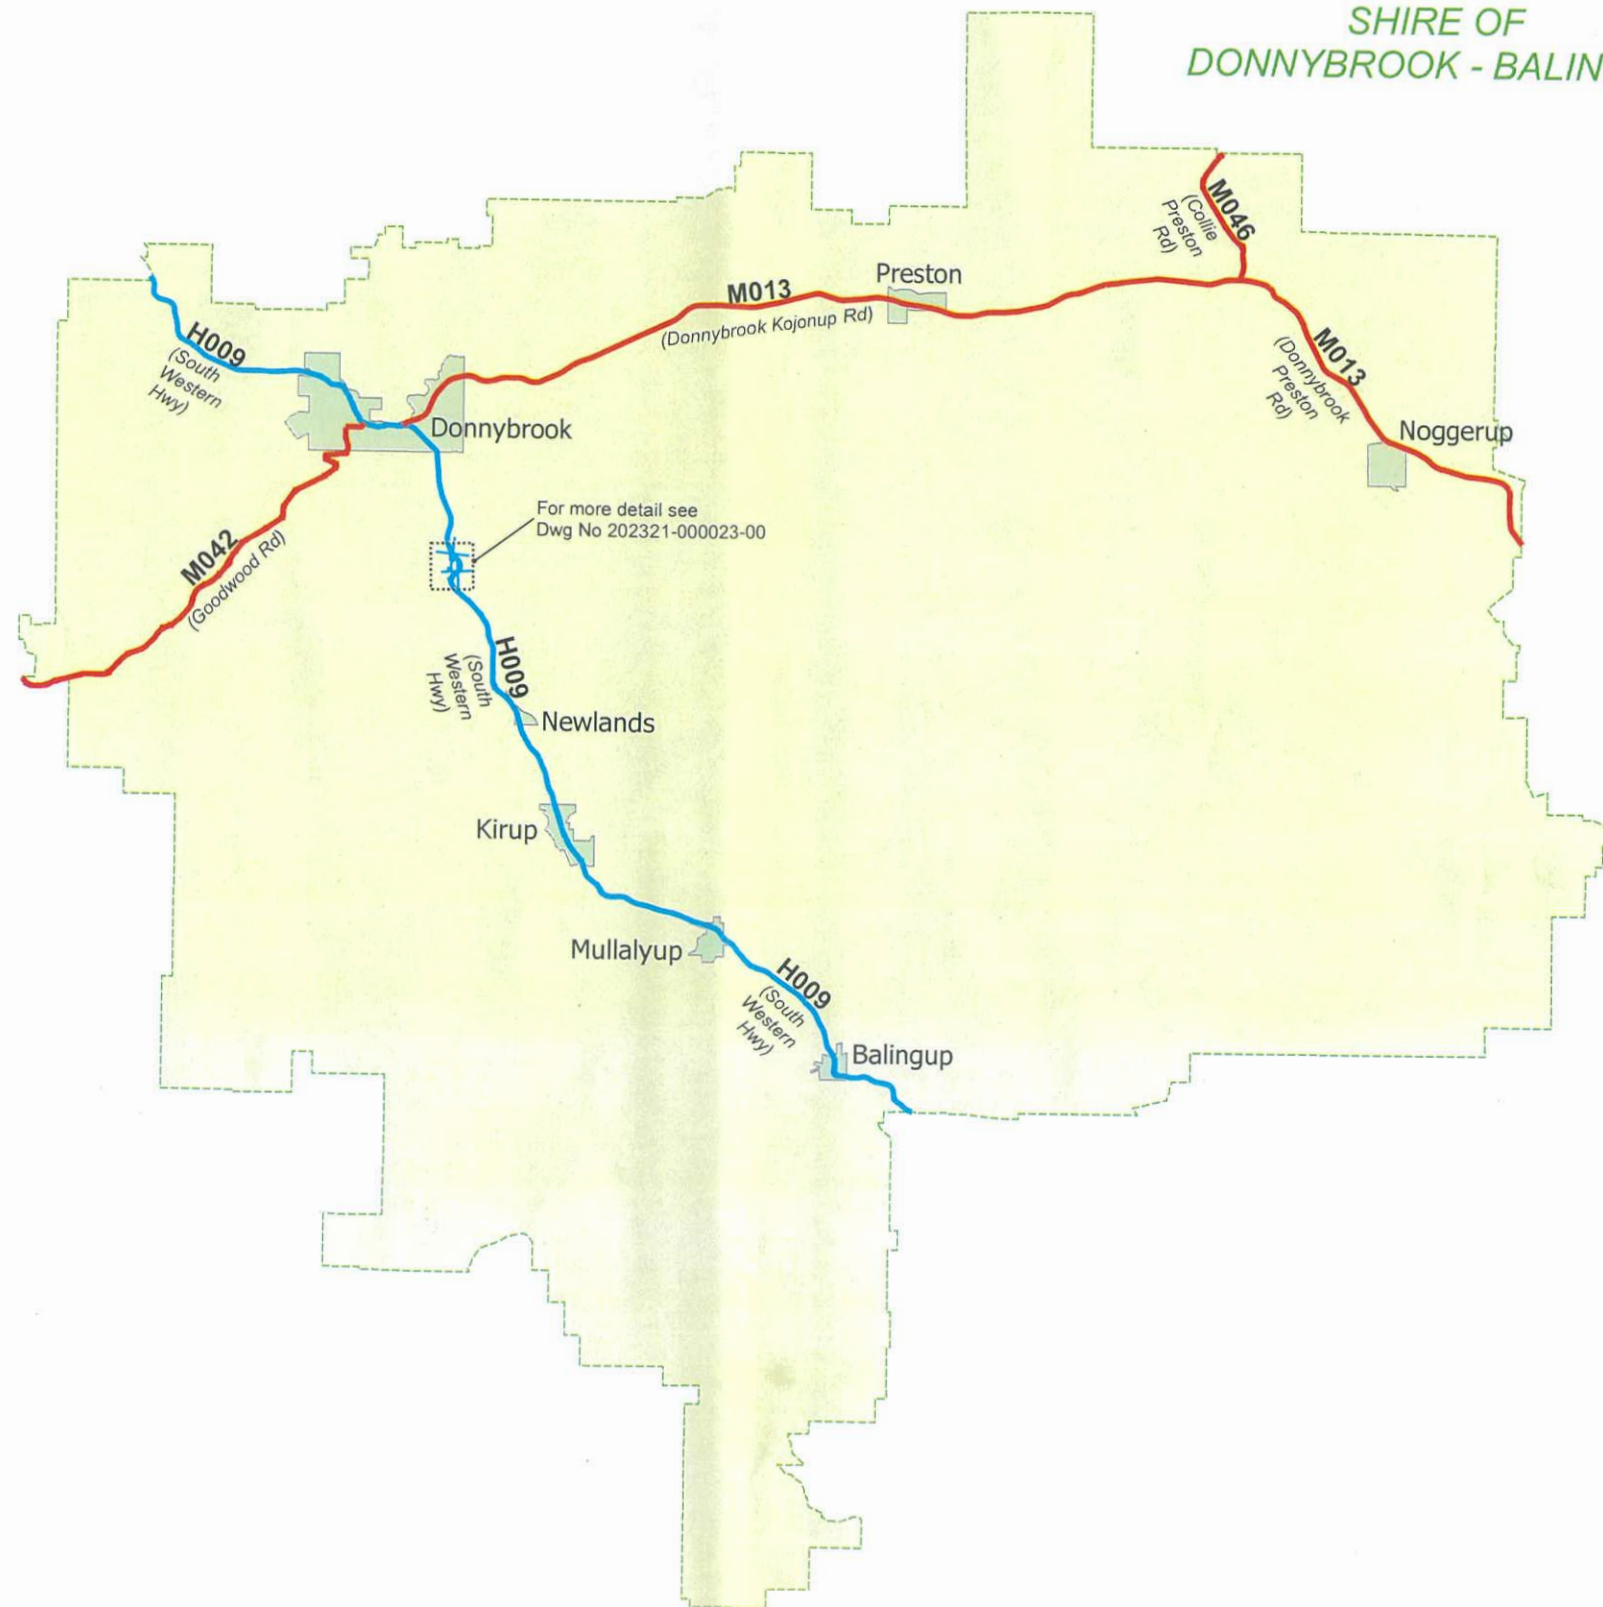 SHIRE OF
DONNYBROOK - BALIN
M046
(Collie
Preston
Rd)
Preston
M013
(Donnybrook Kojonup Rd)
H009
(South
Western
Hwy)
M013
(Donnybrook
Preston
Rd)
Donnybrook
Noggerup
For more detail see
Dwg No 202321-000023-00
M042
(Goodwood Rd)
H009
(South
Western
Hwy)
Newlands
Kirup
Mullalyup
H009
(South
Western
Hwy)
Balingup